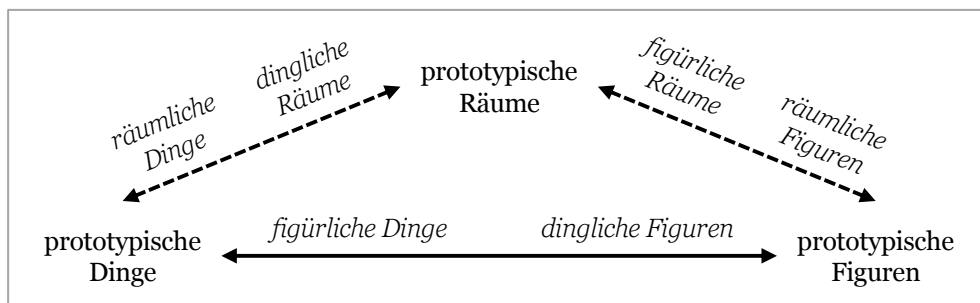 räumliche
Dinge
dingliche
Räume
prototypische
Räume
figürliche
Räume
räumliche
Figuren
prototypische
Dinge
figürliche Dinge
dingliche Figuren
prototypische
Figuren